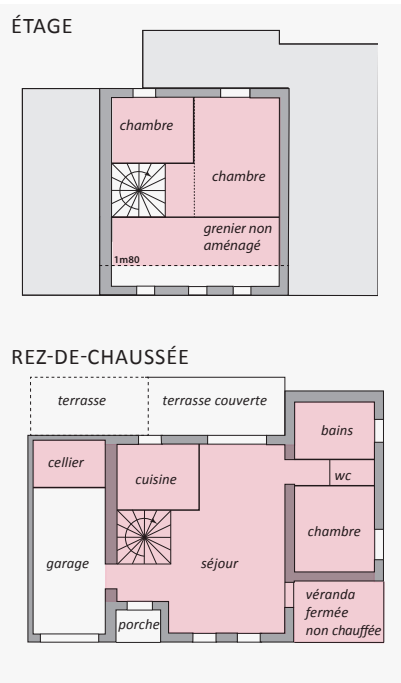 ÉTAGE
chambre
chambre
grenier non
aménagé
1m80
REZ-DE-CHAUSSÉE
terrasse
terrasse couverte
bains
cellier
cuisine
wc
chambre
garage
séjour
véranda
fermée
non chauffée
porche